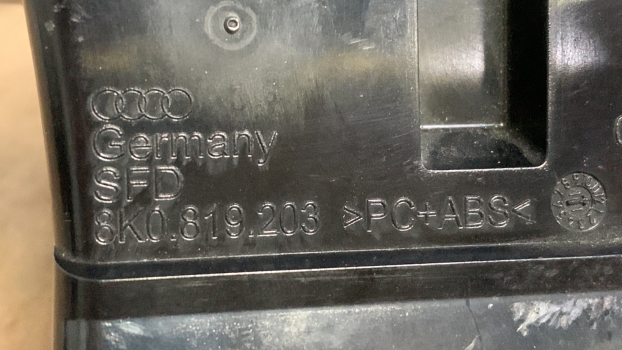 Germany
SFD
8K0.819.203 >PC+ABS<